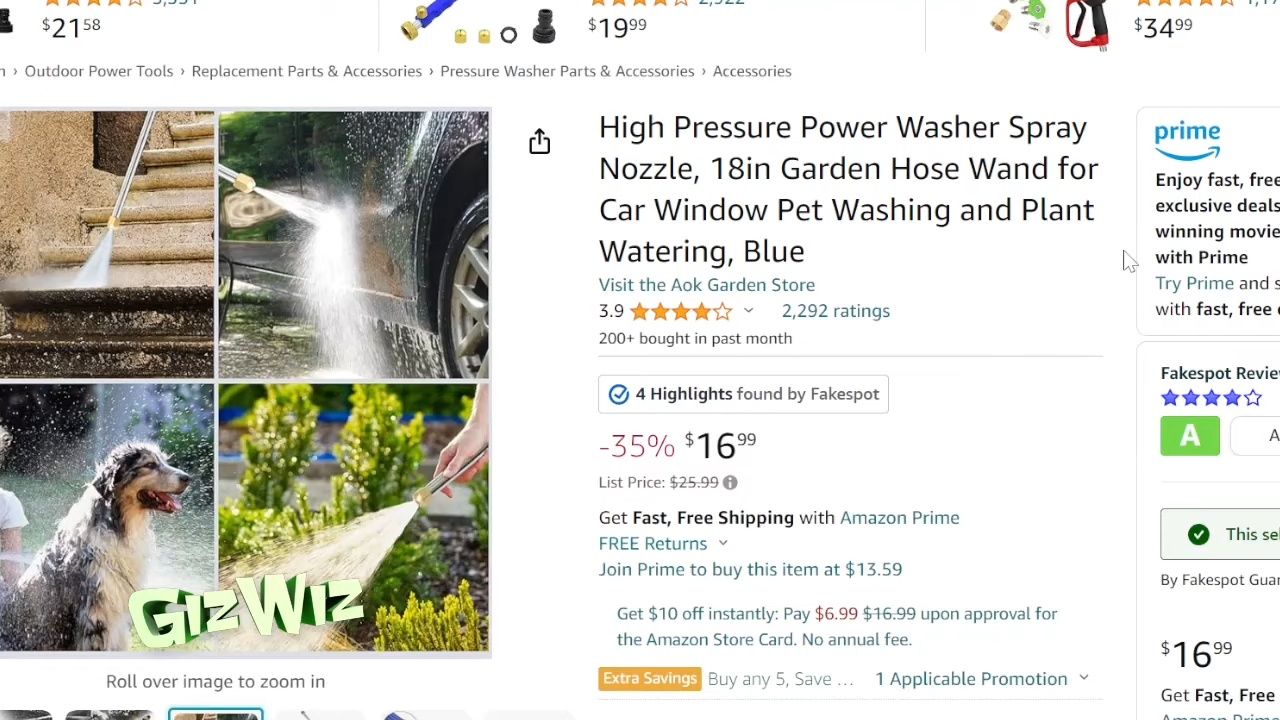 $21.58
$19.99
$34.99
› Outdoor Power Tools › Replacement Parts & Accessories › Pressure Washer Parts & Accessories › Accessories
High Pressure Power Washer Spray
Nozzle, 18in Garden Hose Wand for
Car Window Pet Washing and Plant
Watering, Blue
Visit the Aok Garden Store
3.9 2,292 ratings
200+ bought in past month
4 Highlights found by Fakespot
-35% $16.99
List Price: $25.99
Get Fast, Free Shipping with Amazon Prime
FREE Returns
Join Prime to buy this item at $13.59
Get $10 off instantly: Pay $6.99 $16.99 upon approval for
the Amazon Store Card. No annual fee.
Extra Savings Buy any 5, Save … 1 Applicable Promotion
GIZWIZ
Roll over image to zoom in
prime
Enjoy fast, free
exclusive deals
winning movie
with Prime
Try Prime and s
with fast, free
Fakespot Review
A
This sel
By Fakespot Guar
$16.99
Get Fast, Free
Amazon Prime